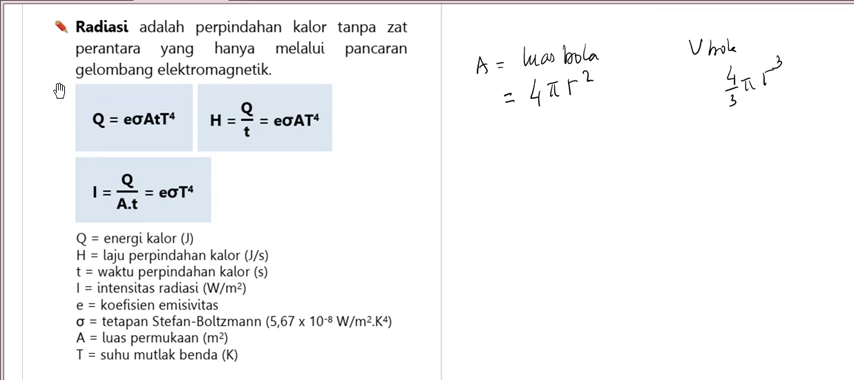 Radiasi adalah perpindahan kalor tanpa zat
perantara yang hanya melalui pancaran
gelombang elektromagnetik.
Q = eσAtT⁴
H = Q/t = eσAT⁴
I = Q/A.t = eσT⁴
Q = energi kalor (J)
H = laju perpindahan kalor (J/s)
t = waktu perpindahan kalor (s)
I = intensitas radiasi (W/m²)
e = koefisien emisivitas
σ = tetapan Stefan-Boltzmann (5,67 x 10⁻⁸ W/m².K⁴)
A = luas permukaan (m²)
T = suhu mutlak benda (K)
A = luas bola
= 4πr²
V bola
4/3 πr³